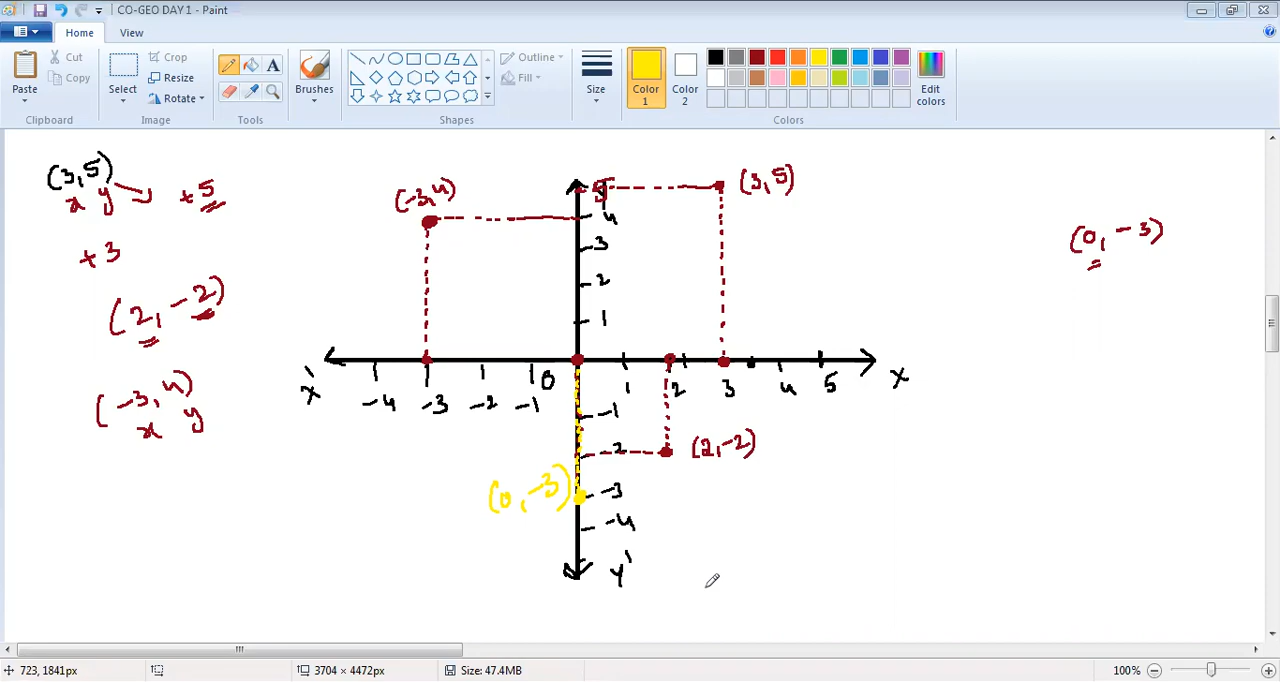 CO-GEO DAY 1 - Paint
Home View
Paste
Cut
Copy
Clipboard
Select
Crop
Resize
Rotate
Image
A
Tools
Brushes
Outline
Fill
Shapes
Size
Color 1
Color 2
Edit colors
Colors
(3,5)
x y
+5
+3
(2, -2)
(-3,4)
x y
(-3,4)
5
4
3
2
1
(3,5)
(0, -3)
X'
-4 -3 -2 -1 0 1 2 3 4 5
X
-1
-2
(2,-2)
(0, -3)
-3
-4
Y'
723, 1841px
3704 × 4472px
Size: 47.4MB
100%